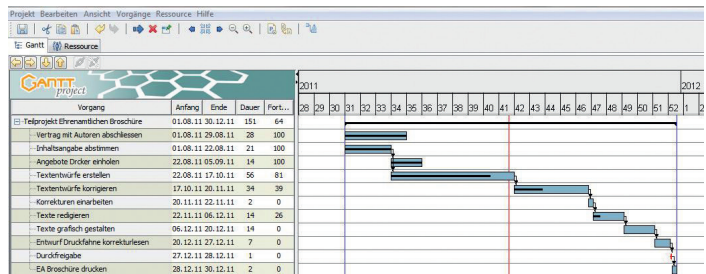 Projekt Bearbeiten Ansicht Vorgänge Ressource Hilfe
Gantt Ressource
GANTT project
2011 2012
Vorgang Anfang Ende Dauer Fort...
28 29 30 31 32 33 34 35 36 37 38 39 40 41 42 43 44 45 46 47 48 49 50 51 52 1 2
Teilprojekt Ehrenamtlichen Broschüre 01.08.11 30.12.11 151 64
Vertrag mit Autoren abschliessen 01.08.11 29.08.11 28 100
Inhaltsangabe abstimmen 01.08.11 22.08.11 21 100
Angebote Drcker einholen 22.08.11 05.09.11 14 100
Textentwürfe erstellen 22.08.11 17.10.11 56 81
Textentwürfe korrigieren 17.10.11 20.11.11 34 39
Korrekturen einarbeiten 20.11.11 22.11.11 2 0
Texte redigieren 22.11.11 06.12.11 14 26
Texte grafisch gestalten 06.12.11 20.12.11 14 0
Entwurf Druckfahne korrekturlesen 20.12.11 27.12.11 7 0
Durckfreigabe 27.12.11 28.12.11 1 0
EA Broschüre drucken 28.12.11 30.12.11 2 0